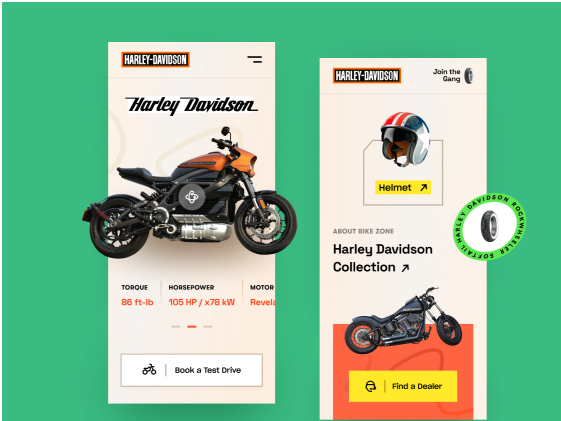 HARLEY-DAVIDSON
Harley Davidson
TORQUE
86 ft-lb
HORSEPOWER
105 HP / x78 kW
MOTOR
Revela
Book a Test Drive
HARLEY-DAVIDSON
Join the
Gang
Helmet
ABOUT BIKE ZONE
Harley Davidson
Collection
Find a Dealer
HARLEY DAVIDSON ROCKWHEELER SOFTAIL